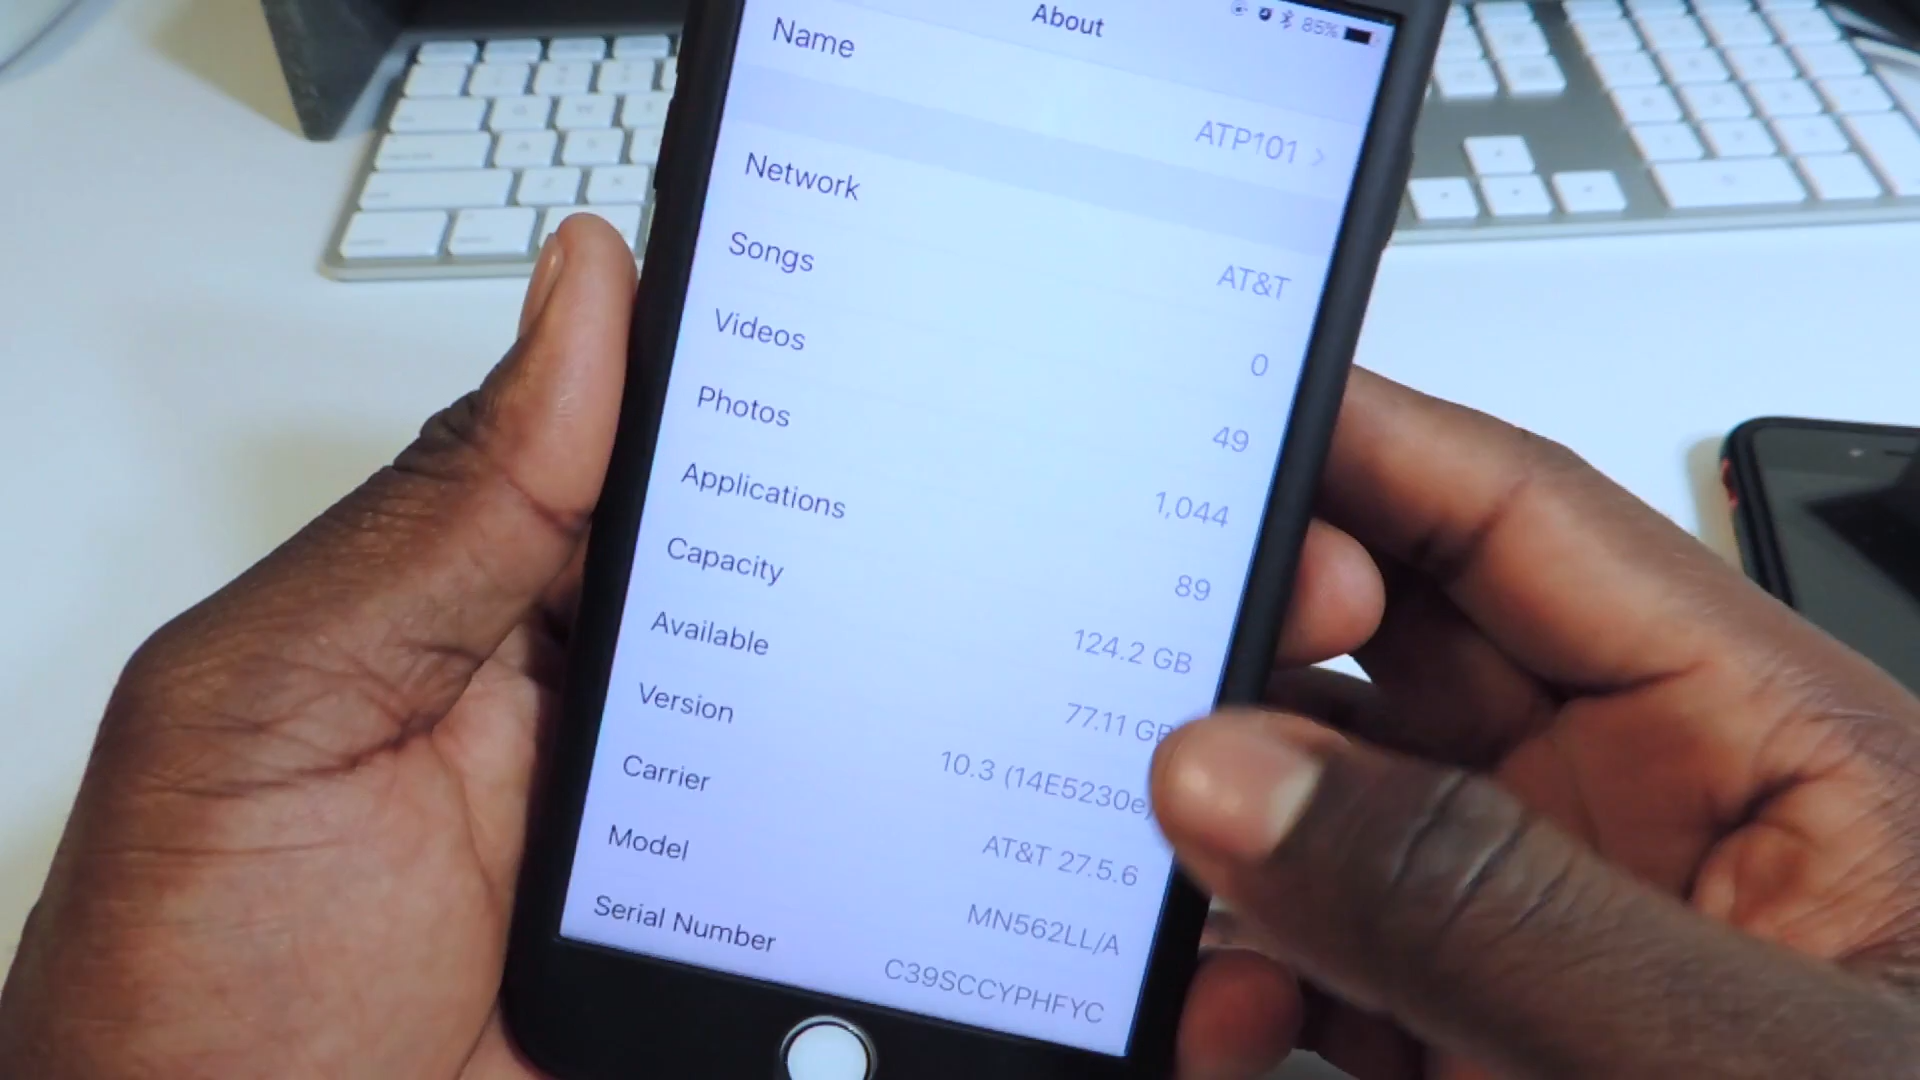 About
85%
Name
ATP101
Network
AT&T
Songs
0
Videos
49
Photos
1,044
Applications
89
Capacity
124.2 GB
Available
77.11 GB
Version
10.3 (14E5230e)
Carrier
AT&T 27.5.6
Model
MN562LL/A
Serial Number
C39SCCYPHFYC